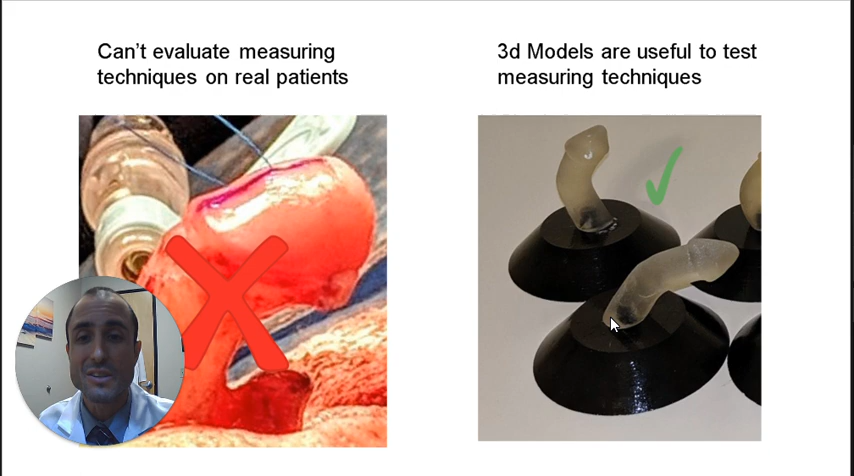 Can’t evaluate measuring
techniques on real patients
3d Models are useful to test
measuring techniques